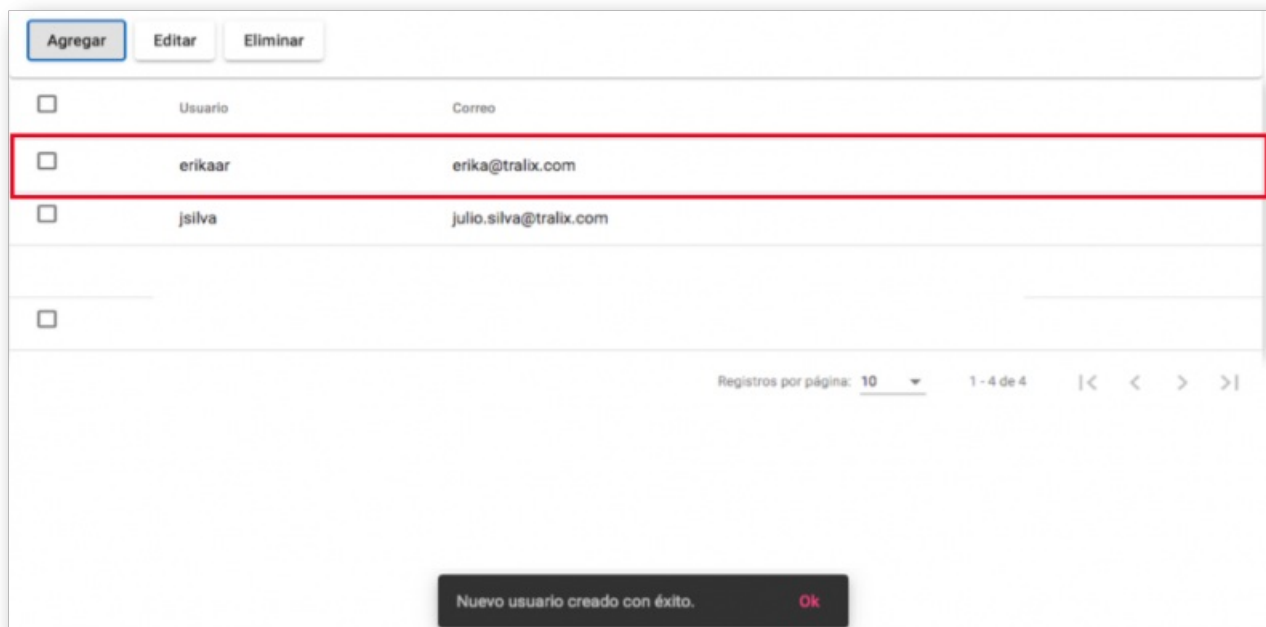 Agregar Editar Eliminar
Usuario Correo
erikaar erika@tralix.com
jsilva julio.silva@tralix.com
Registros por página: 10 1 - 4 de 4
Nuevo usuario creado con éxito. Ok